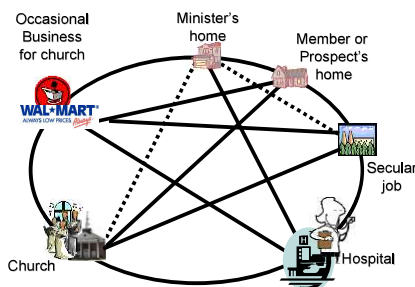 Occasional
Business
for church
Minister's
home
Member or
Prospect's
home
WAL★MART®
ALWAYS LOW PRICES. Always.
Secular
job
Church
Hospital